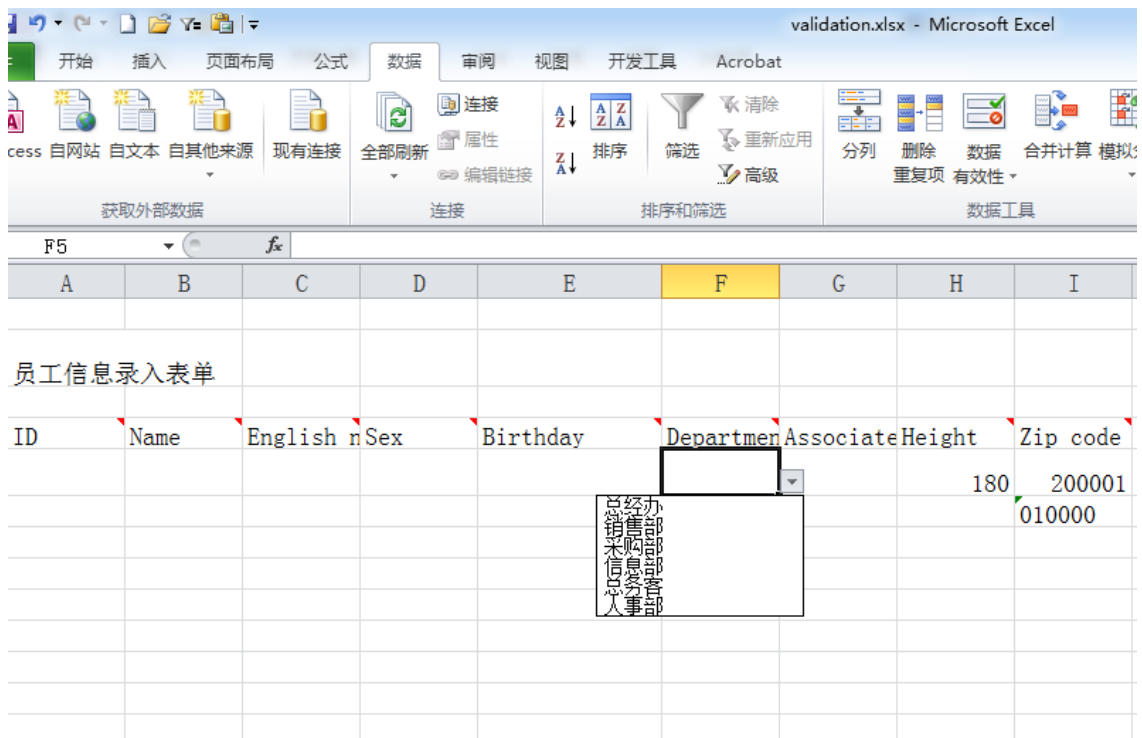 validation.xlsx - Microsoft Excel
开始 插入 页面布局 公式 数据 审阅 视图 开发工具 Acrobat
连接 清除
属性 重新应用
cess 自网站 自文本 自其他来源 现有连接 全部刷新 编辑链接 排序 筛选 高级 分列 删除 重复项 数据 有效性 合并计算 模拟
获取外部数据 连接 排序和筛选 数据工具
F5 fx
A B C D E F G H I
员工信息录入表单
ID Name English n Sex Birthday Departmen Associate Height Zip code
180 200001
总经办
销售部 010000
采购部
信息部
总务客
人事部